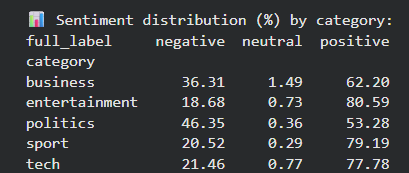 📊 Sentiment distribution (%) by category:
full_label negative neutral positive
category
business 36.31 1.49 62.20
entertainment 18.68 0.73 80.59
politics 46.35 0.36 53.28
sport 20.52 0.29 79.19
tech 21.46 0.77 77.78